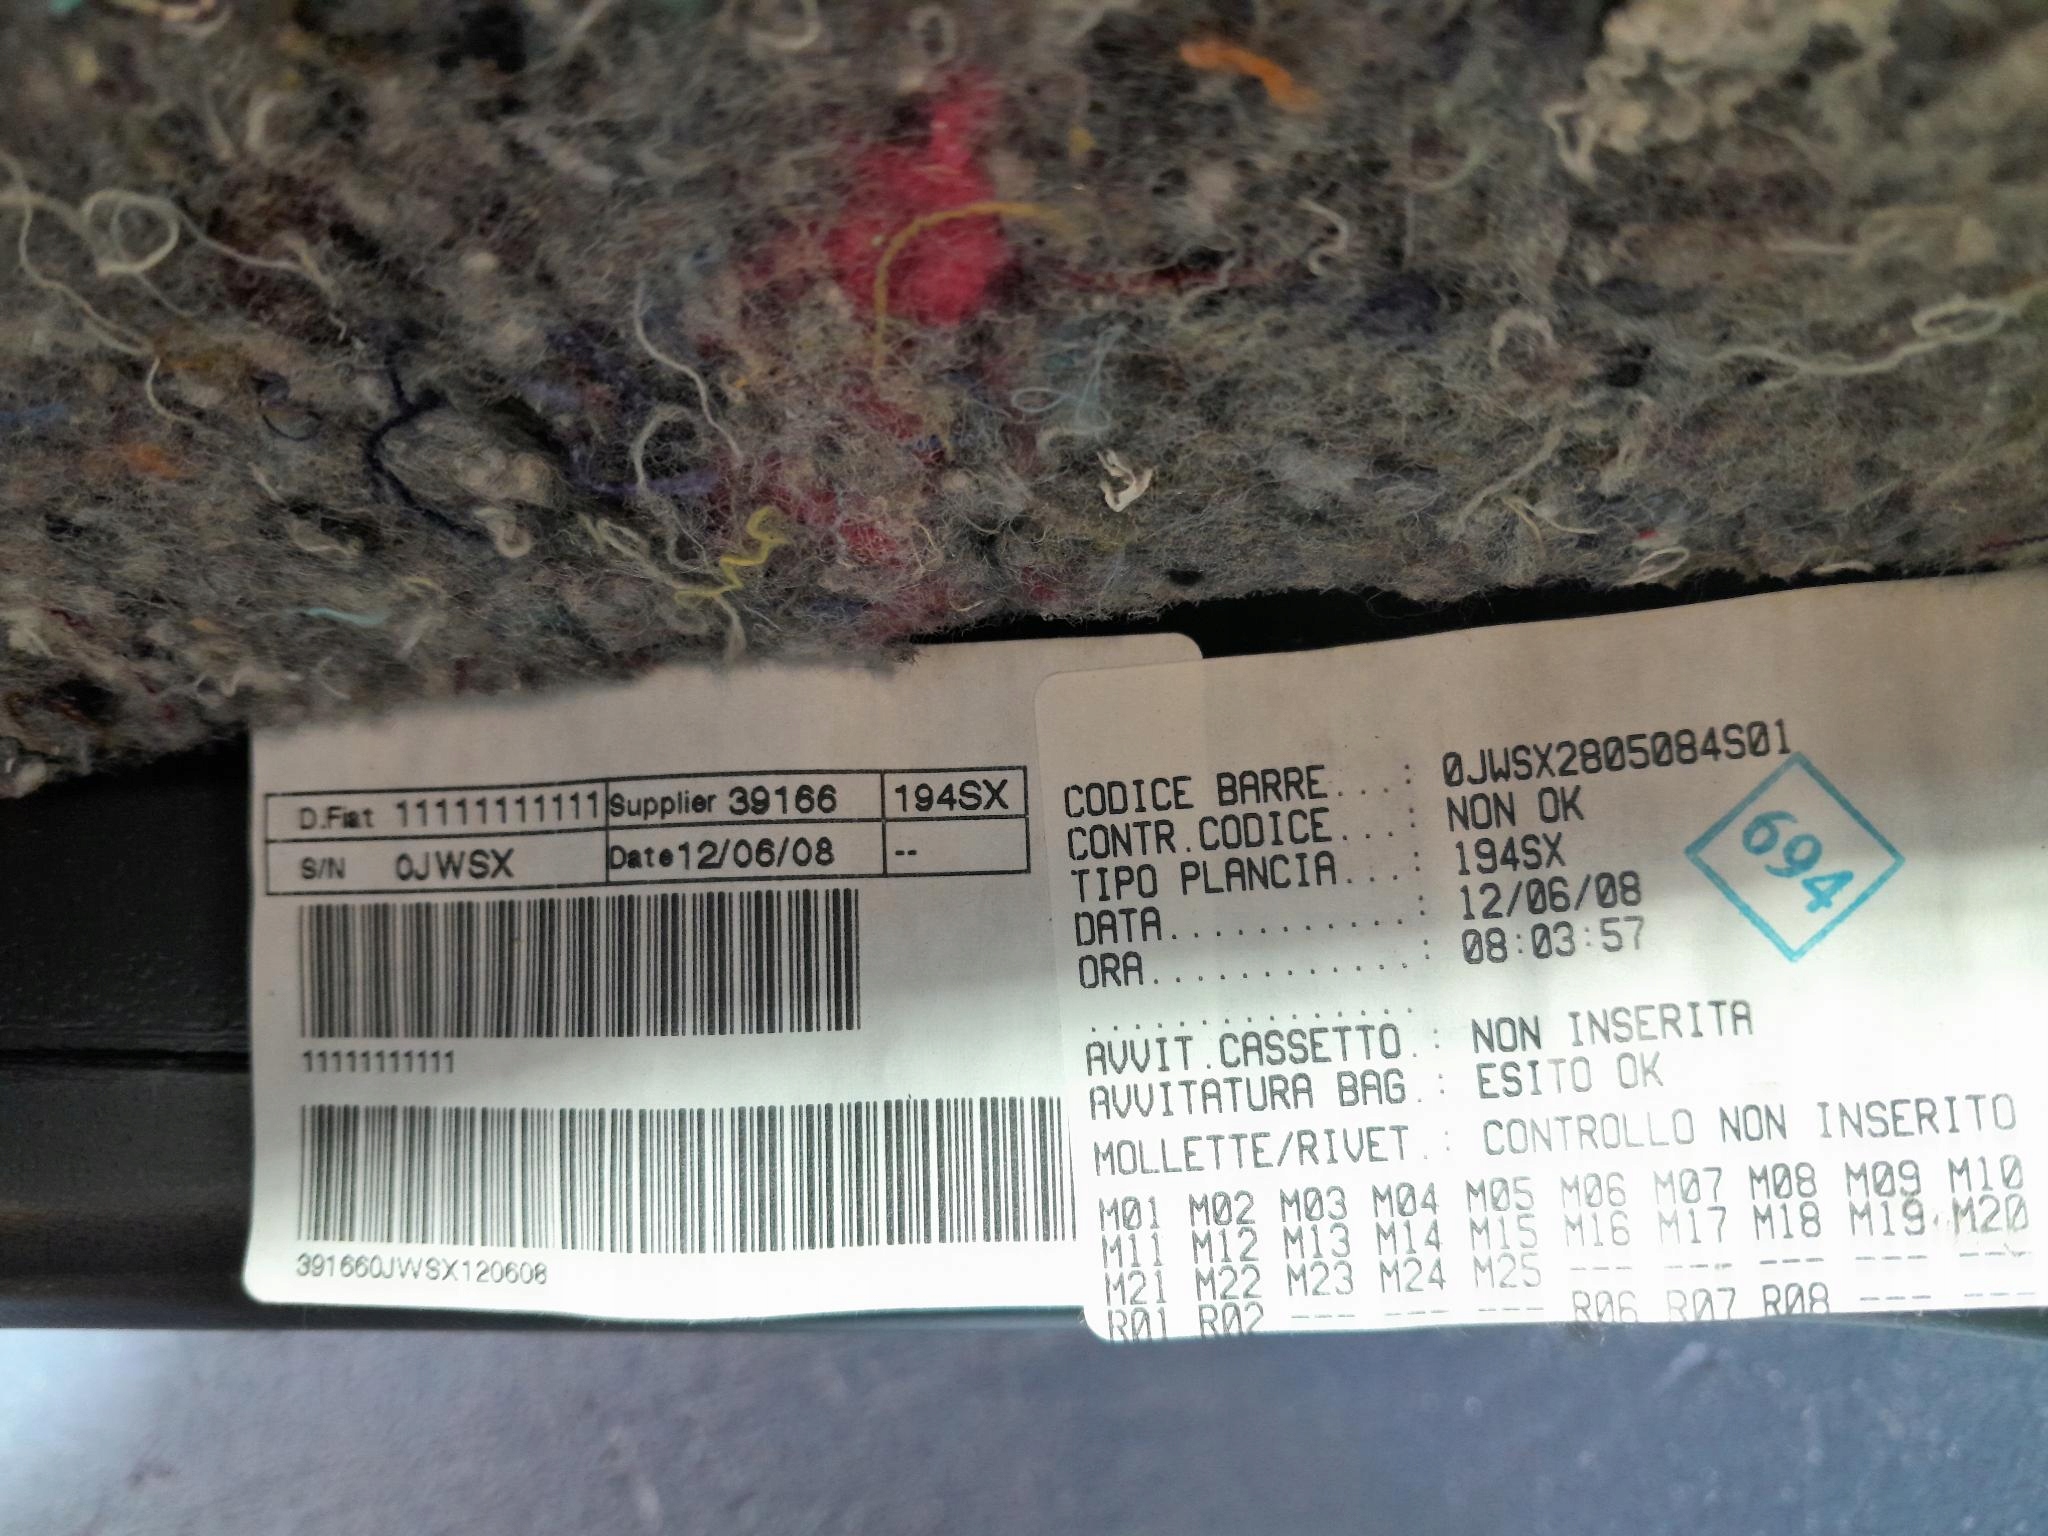 D.Fiat 11111111111 Supplier 39166 194SX
S/N 0JWSX Date 12/06/08 --
11111111111
391660JWSX120608
CODICE BARRE...: 0JWSX2805084S01
CONTR.CODICE...: NON OK
TIPO PLANCIA...: 194SX
DATA...........: 12/06/08
ORA............: 08:03:57
...............
AVVIT.CASSETTO.: NON INSERITA
AVVITATURA BAG.: ESITO OK
MOLLETTE/RIVET.: CONTROLLO NON INSERITO
M01 M02 M03 M04 M05 M06 M07 M08 M09 M10
M11 M12 M13 M14 M15 M16 M17 M18 M19 M20
M21 M22 M23 M24 M25 --- --- --- --- ---
R01 R02 --- --- --- R06 R07 R08 --- ---
694